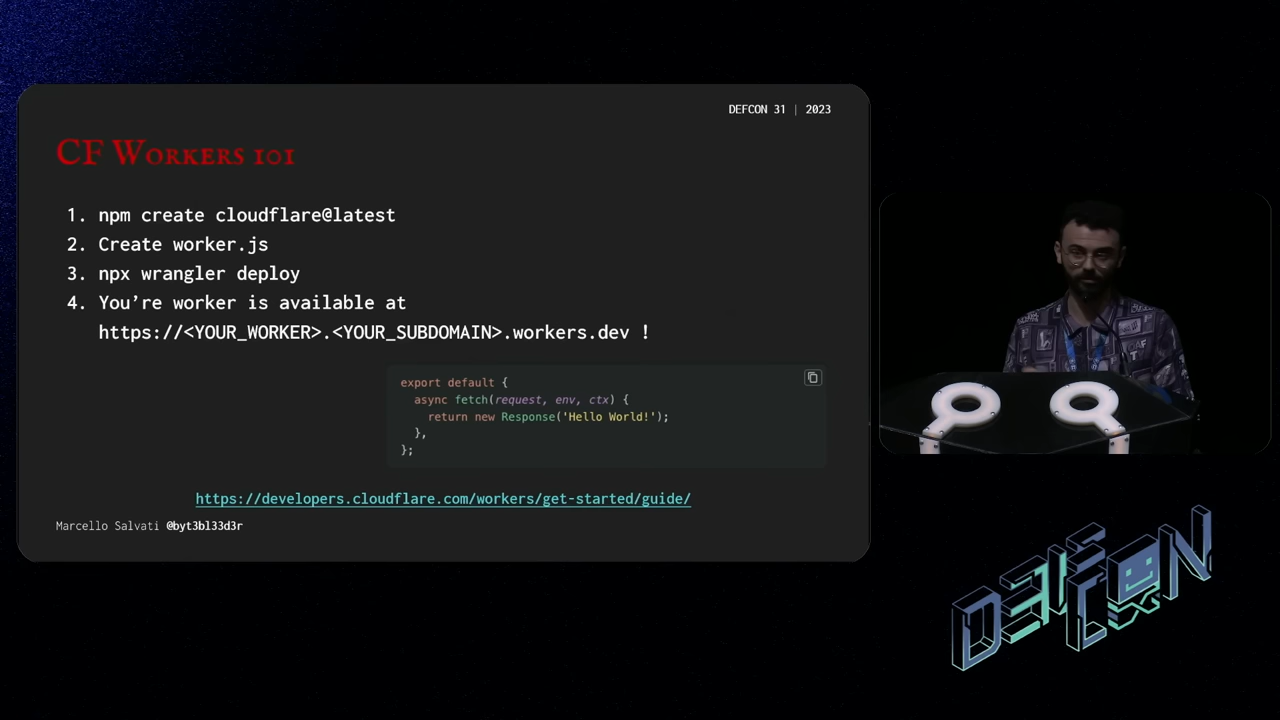 DEFCON 31 | 2023
CF Workers 101
1. npm create cloudflare@latest
2. Create worker.js
3. npx wrangler deploy
4. You’re worker is available at
https://<YOUR_WORKER>.<YOUR_SUBDOMAIN>.workers.dev !
export default {
async fetch(request, env, ctx) {
return new Response('Hello World!');
},
};
https://developers.cloudflare.com/workers/get-started/guide/
Marcello Salvati @byt3bl33d3r
DEFCON